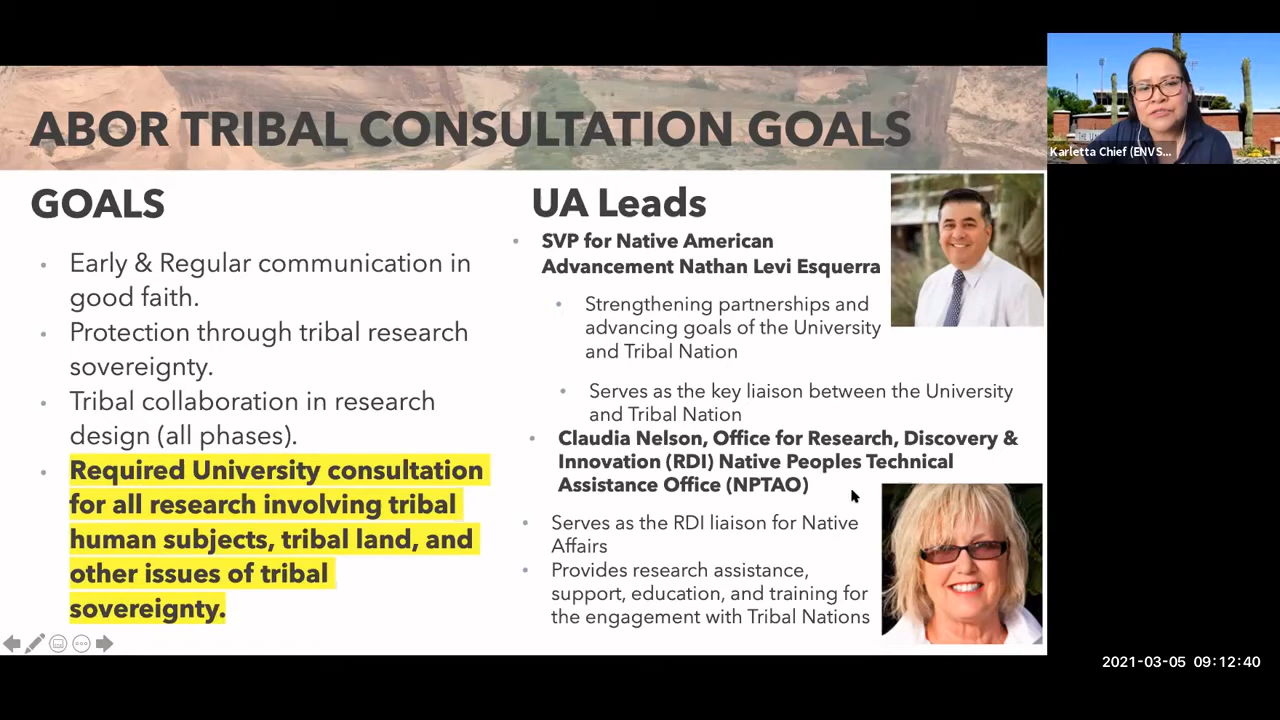 ABOR TRIBAL CONSULTATION GOALS
GOALS
Early & Regular communication in
good faith.
Protection through tribal research
sovereignty.
Tribal collaboration in research
design (all phases).
Required University consultation
for all research involving tribal
human subjects, tribal land, and
other issues of tribal
sovereignty.
UA Leads
SVP for Native American
Advancement Nathan Levi Esquerra
Strengthening partnerships and
advancing goals of the University
and Tribal Nation
Serves as the key liaison between the University
and Tribal Nation
Claudia Nelson, Office for Research, Discovery &
Innovation (RDI) Native Peoples Technical
Assistance Office (NPTAO)
Serves as the RDI liaison for Native
Affairs
Provides research assistance,
support, education, and training for
the engagement with Tribal Nations
Karletta Chief (ENVS...
2021-03-05 09:12:40